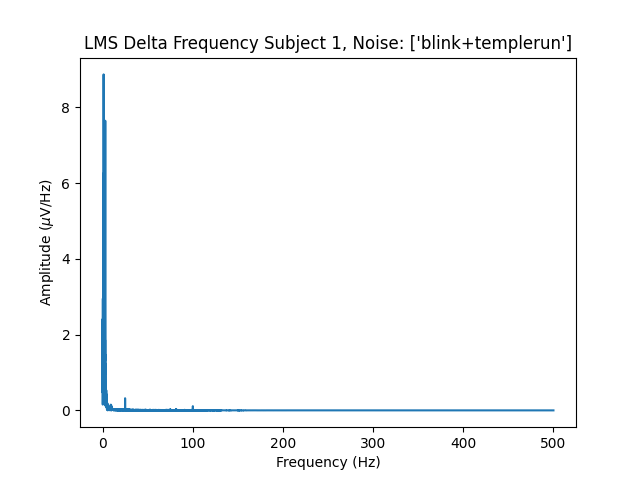 LMS Delta Frequency Subject 1, Noise: ['blink+templerun']
8
6
4
2
0
Amplitude (μV/Hz)
0 100 200 300 400 500
Frequency (Hz)